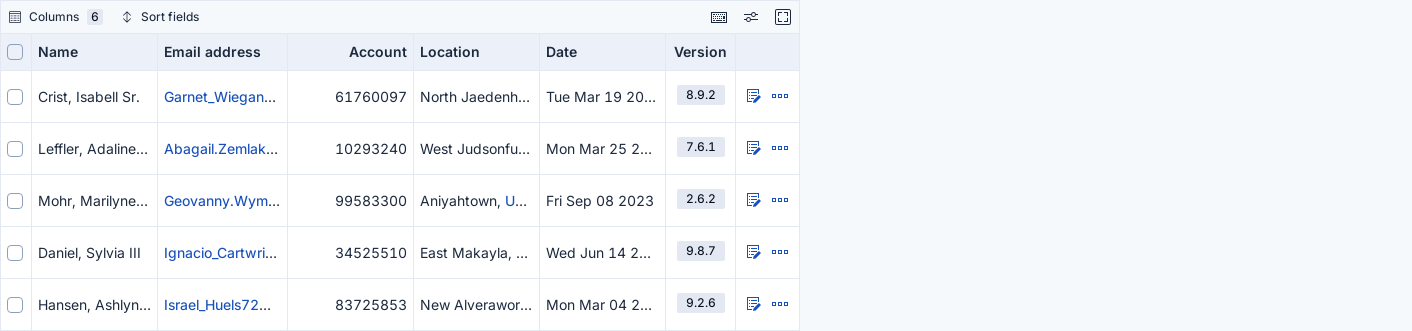 Columns 6 Sort fields
Name Email address Account Location Date Version
Crist, Isabell Sr. Garnet_Wiegan... 61760097 North Jaedenh... Tue Mar 19 20... 8.9.2
Leffler, Adaline... Abagail.Zemlak... 10293240 West Judsonfu... Mon Mar 25 2... 7.6.1
Mohr, Marilyne... Geovanny.Wym... 99583300 Aniyahtown, U... Fri Sep 08 2023 2.6.2
Daniel, Sylvia III Ignacio_Cartwri... 34525510 East Makayla, ... Wed Jun 14 2... 9.8.7
Hansen, Ashlyn... Israel_Huels72... 83725853 New Alverawor... Mon Mar 04 2... 9.2.6